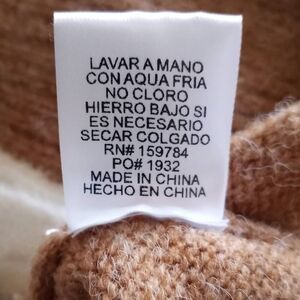 LAVAR A MANO
CON AQUA FRIA
NO CLORO
HIERRO BAJO SI
ES NECESARIO
SECAR COLGADO
RN# 159784
PO# 1932
MADE IN CHINA
HECHO EN CHINA